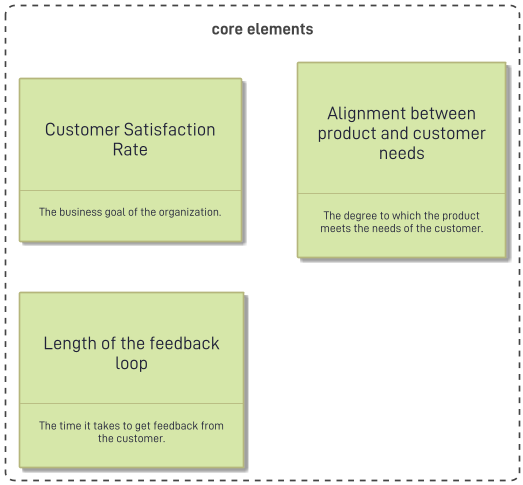 core elements
Customer Satisfaction
Rate
The business goal of the organization.
Alignment between
product and customer
needs
The degree to which the product
meets the needs of the customer.
Length of the feedback
loop
The time it takes to get feedback from
the customer.